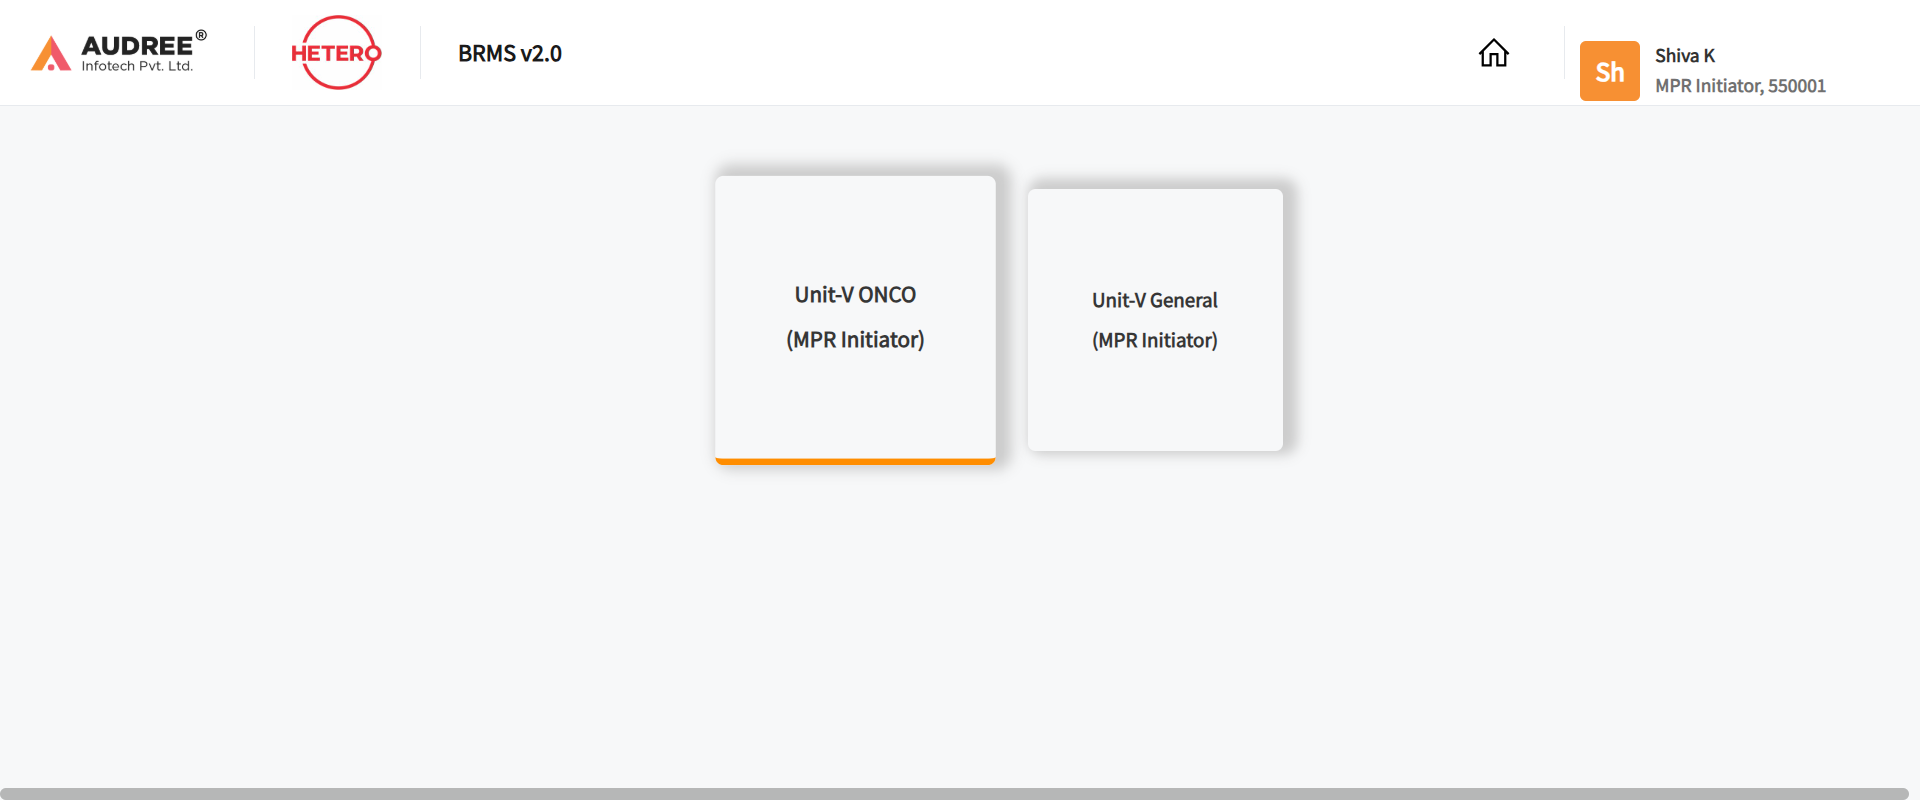 AUDREE®
Infotech Pvt. Ltd.
HETERO
BRMS v2.0
Sh
Shiva K
MPR Initiator, 550001
Unit-V ONCO
(MPR Initiator)
Unit-V General
(MPR Initiator)